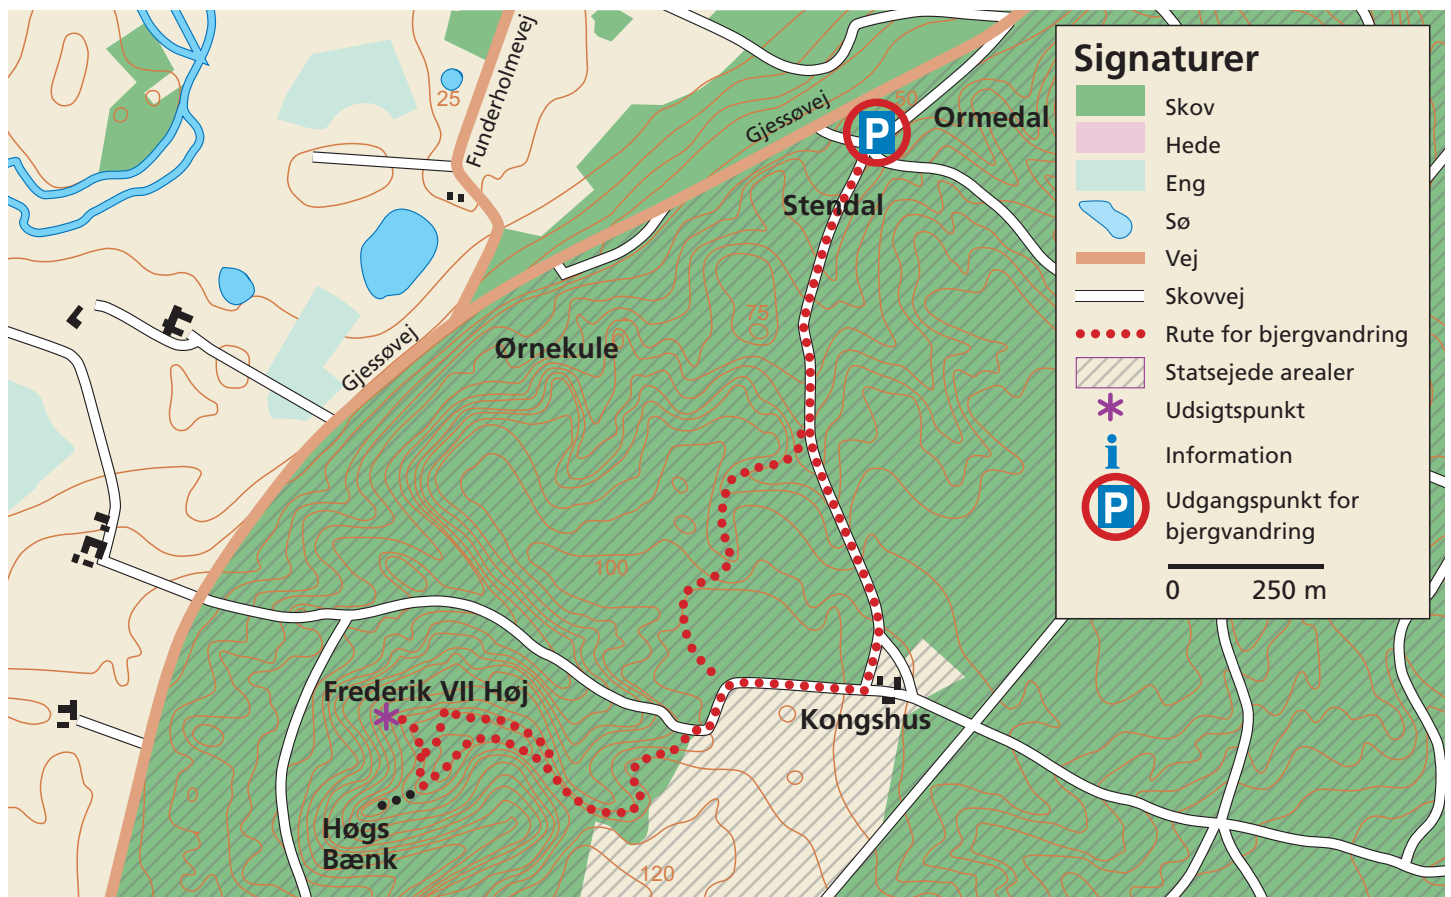 25
Funderholmevej
Gjessøvej
50
P
Ormedal
Stendal
75
Ørnekule
Gjessøvej
100
Frederik VII Høj
Kongshus
Høgs
Bænk
120
Signaturer
Skov
Hede
Eng
Sø
Vej
Skovvej
Rute for bjergvandring
Statsejede arealer
Udsigtspunkt
i Information
P Udgangspunkt for
bjergvandring
0 250 m